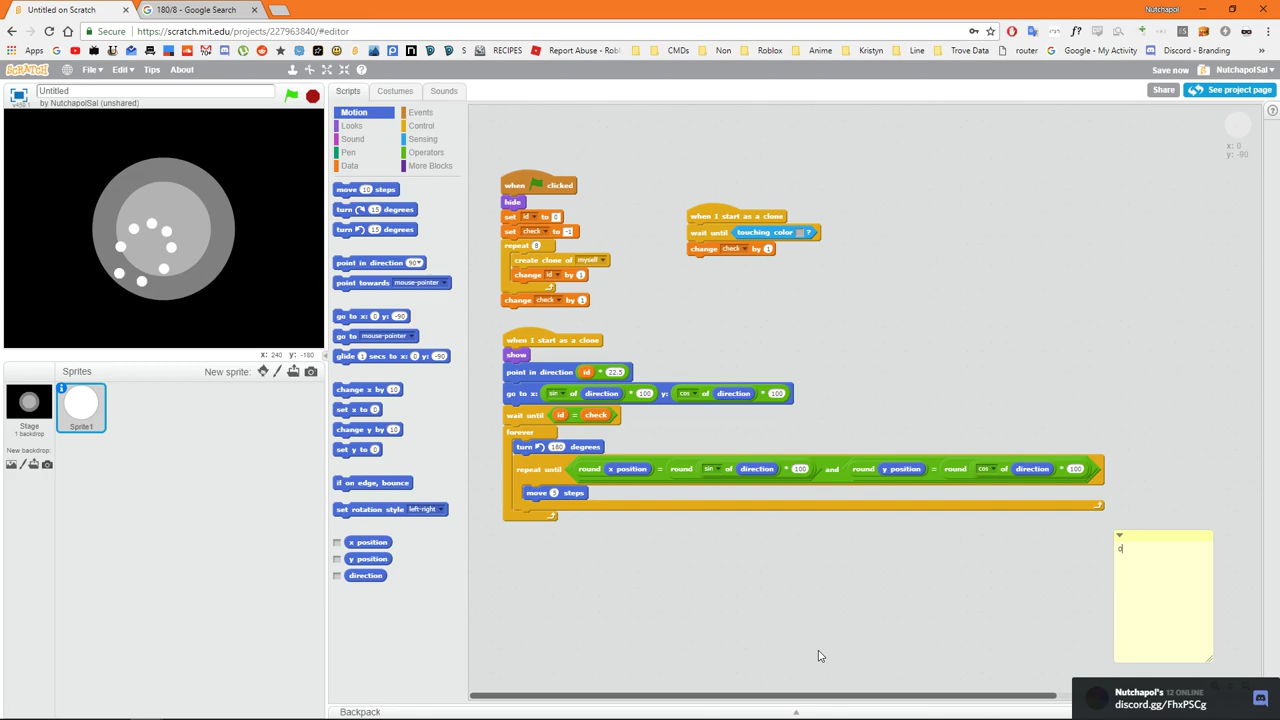 Untitled on Scratch
180/8 - Google Search
Nutchapol
Secure
https://scratch.mit.edu/projects/227963840/#editor
Apps
RECIPES
Report Abuse - Robl
CMDs
Non
Roblox
Anime
Kristyn
Line
Trove Data
router
Google - My Activity
Discord - Branding
SCRATCH
File
Edit
Tips
About
Save now
NutchapolSal
Untitled
by NutchapolSal (unshared)
Scripts
Costumes
Sounds
Share
See project page
Motion
Events
Looks
Control
Sound
Sensing
Pen
Operators
Data
More Blocks
x: 0
y: -90
move 10 steps
turn 15 degrees
turn 15 degrees
point in direction 90
point towards mouse-pointer
go to x: 0 y: -90
go to mouse-pointer
glide 1 secs to x: 0 y: -90
change x by 10
set x to 0
change y by 10
set y to 0
if on edge, bounce
set rotation style left-right
x position
y position
direction
when clicked
hide
set id to 0
set check to -1
repeat 8
create clone of myself
change id by 1
change check by 1
when I start as a clone
wait until touching color ?
change check by 1
when I start as a clone
show
point in direction id * 22.5
go to x: sin of direction * 100 y: cos of direction * 100
wait until id = check
forever
turn 180 degrees
repeat until round x position = round sin of direction * 100 and round y position = round cos of direction * 100
move 5 steps
x: 240 y: -180
Sprites
New sprite:
Stage
1 backdrop
New backdrop:
Sprite1
Backpack
Nutchapol's 12 ONLINE
discord.gg/FhxPSCg